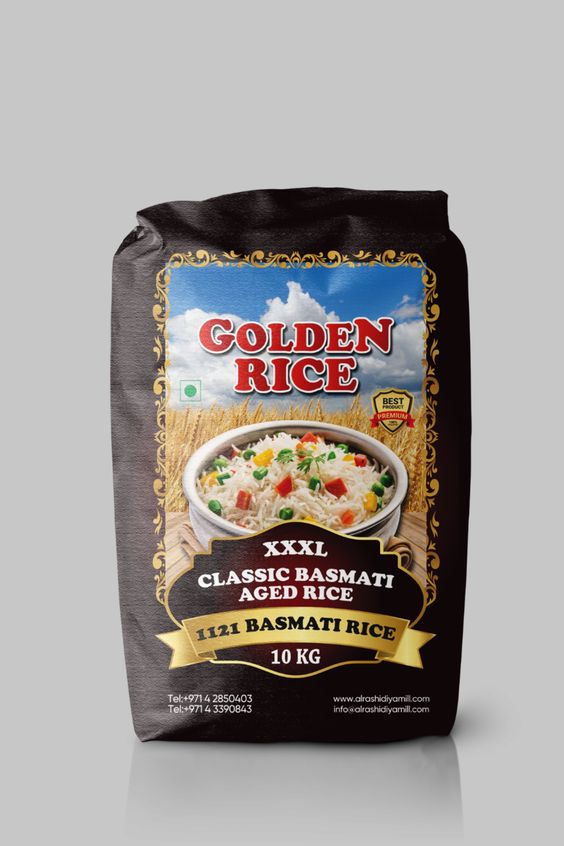 GOLDEN
RICE
BEST
PRODUCT
PREMIUM
XXXL
CLASSIC BASMATI
AGED RICE
1121 BASMATI RICE
10 KG
Tel:+971 4 2850403
Tel:+971 4 3390843
www.alrashidiyamill.com
info@alrashidiyamill.com